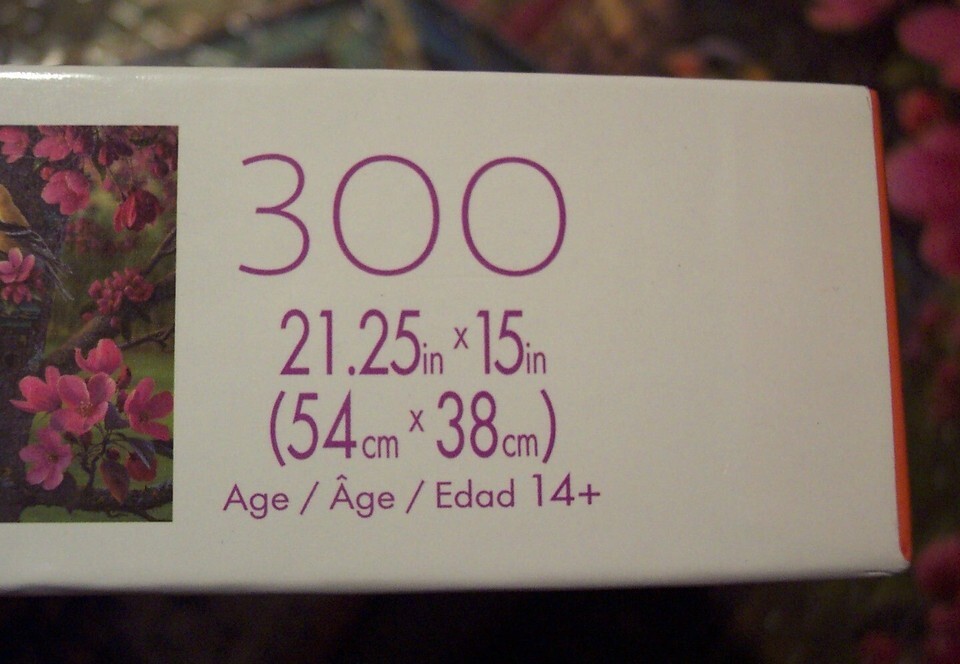 300
21.25in x 15in
(54cm x 38cm)
Age / Âge / Edad 14+